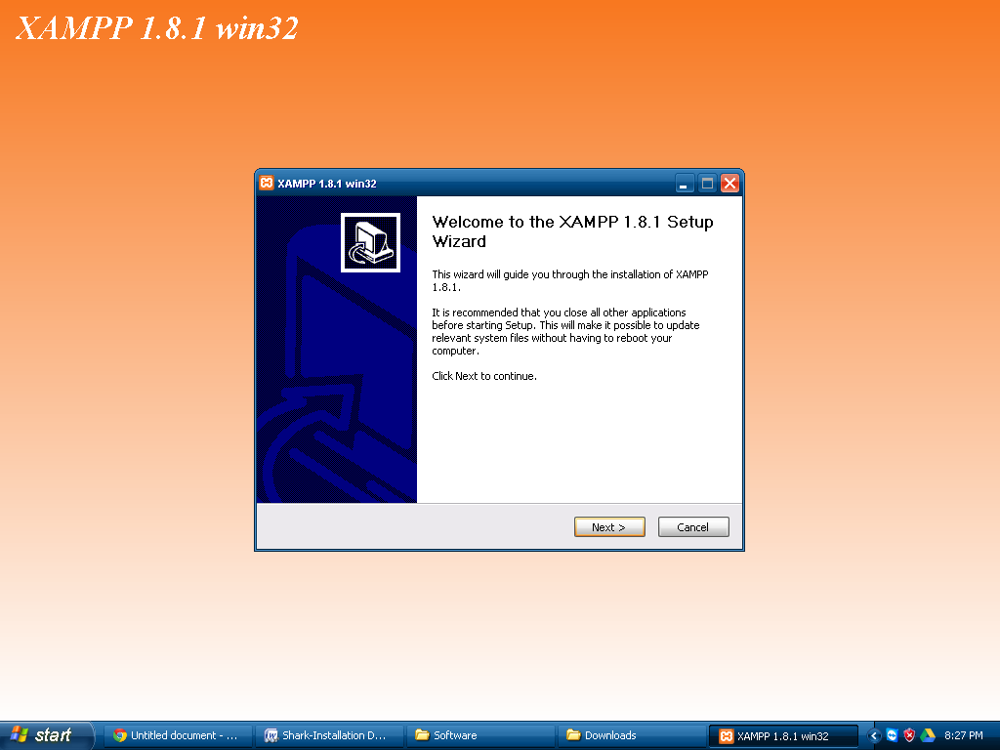 XAMPP 1.8.1 win32
XAMPP 1.8.1 win32
Welcome to the XAMPP 1.8.1 Setup
Wizard
This wizard will guide you through the installation of XAMPP
1.8.1.
It is recommended that you close all other applications
before starting Setup. This will make it possible to update
relevant system files without having to reboot your
computer.
Click Next to continue.
Next >
Cancel
start
Untitled document - ...
Shark-Installation D...
Software
Downloads
XAMPP 1.8.1 win32
8:27 PM